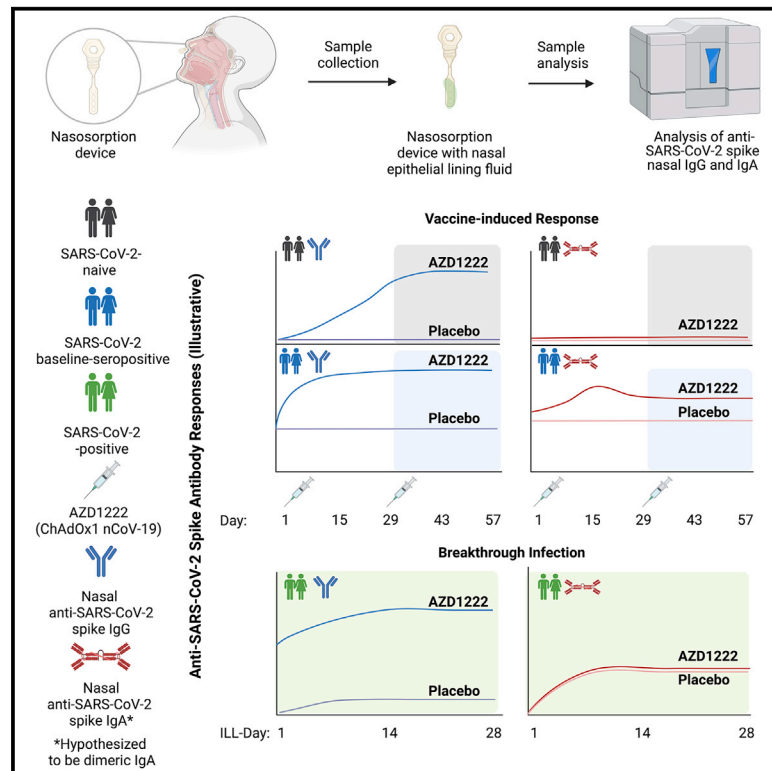 Sample
collection
Sample
analysis
Nasosorption
device
Nasosorption
device with nasal
epithelial lining fluid
Analysis of anti-
SARS-CoV-2 spike
nasal IgG and IgA
SARS-CoV-2-
naive
SARS-CoV-2
baseline-seropositive
SARS-CoV-2
-positive
AZD1222
(ChAdOx1 nCoV-19)
Nasal
anti-SARS-CoV-2
spike IgG
Nasal
anti-SARS-CoV-2
spike IgA*
*Hypothesized
to be dimeric IgA
Anti-SARS-CoV-2 Spike Antibody Responses (Illustrative)
Vaccine-induced Response
AZD1222
Placebo
AZD1222
Placebo
AZD1222
Placebo
AZD1222
Placebo
Day: 1 15 29 43 57 1 15 29 43 57
Breakthrough Infection
AZD1222
Placebo
AZD1222
Placebo
ILL-Day: 1 14 28 1 14 28